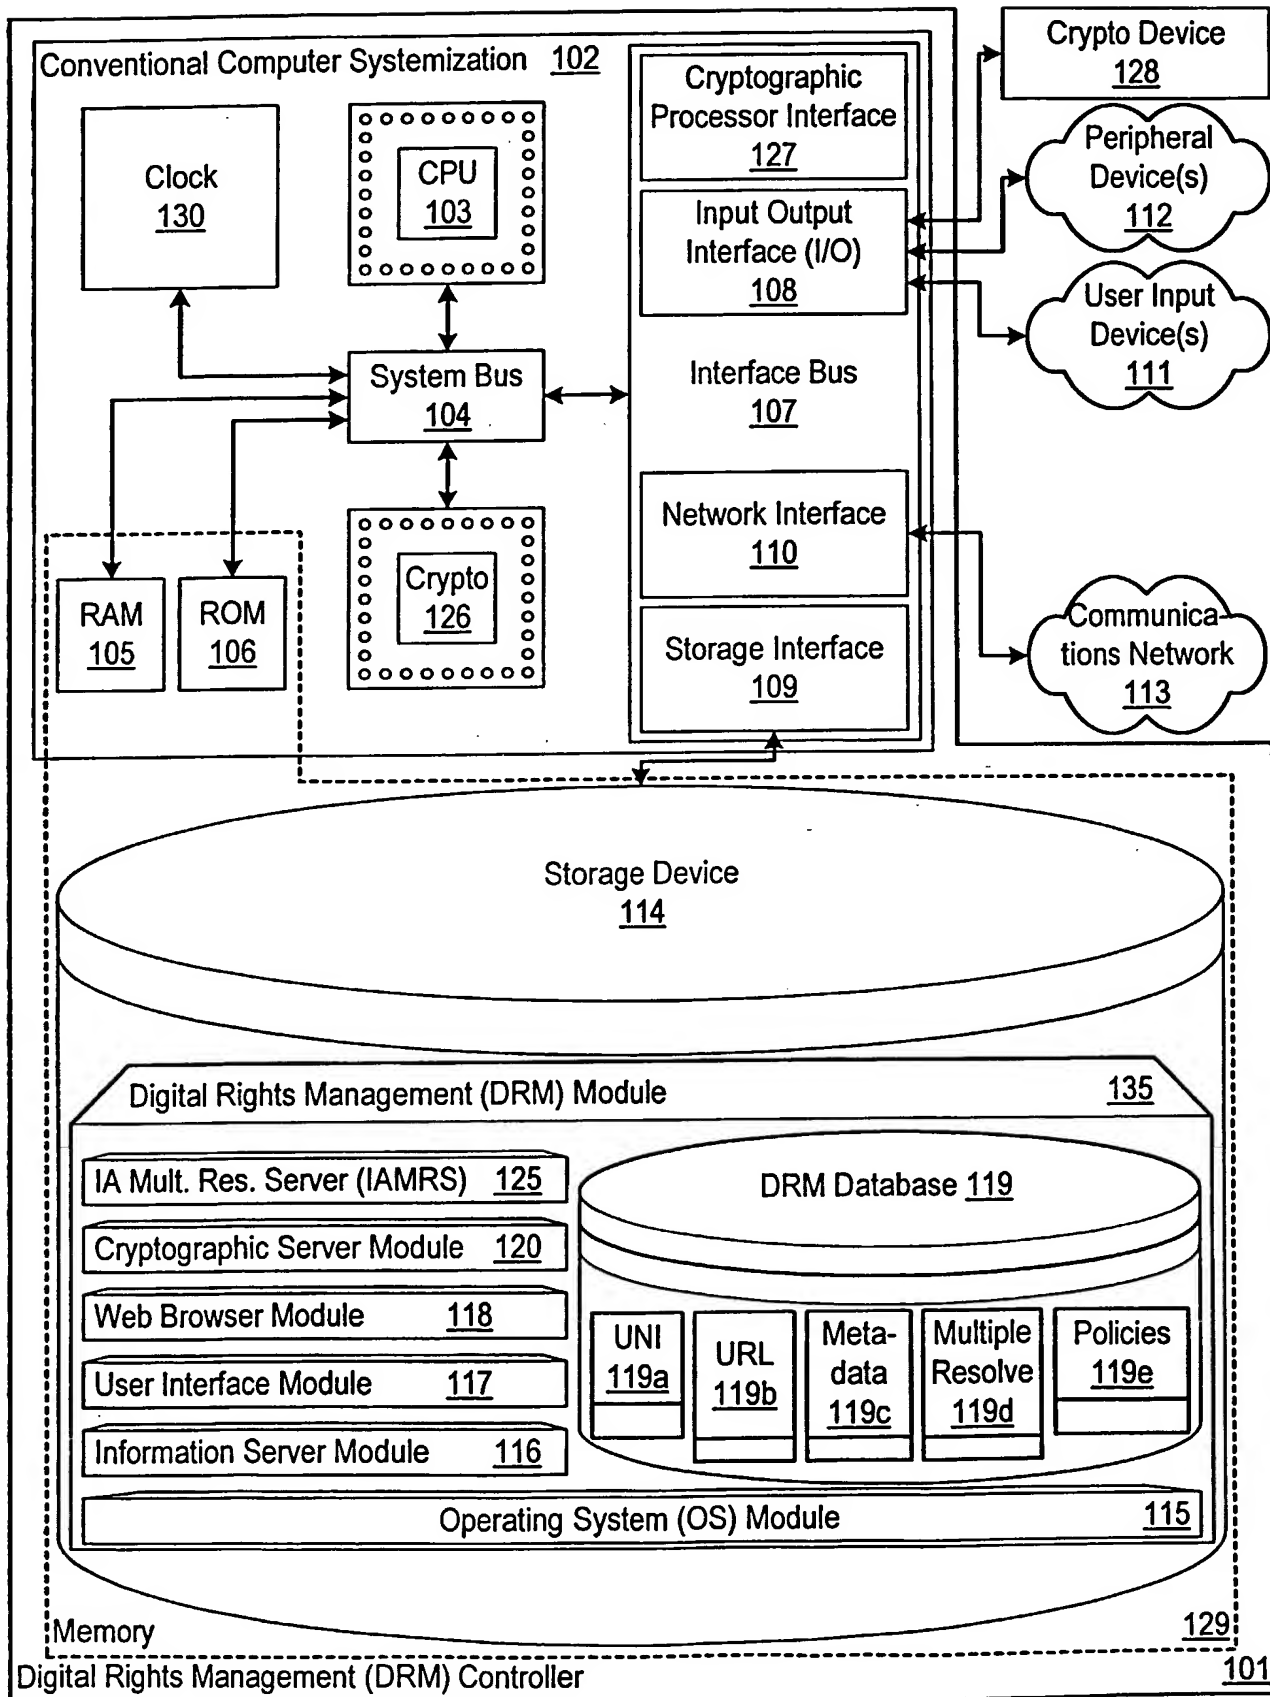 Conventional Computer Systemization 102
Clock
130
CPU
103
System Bus
104
Crypto
126
RAM
105
ROM
106
Cryptographic
Processor Interface
127
Input Output
Interface (I/O)
108
Interface Bus
107
Network Interface
110
Storage Interface
109
Crypto Device
128
Peripheral
Device(s)
112
User Input
Device(s)
111
Communica-
tions Network
113
Storage Device
114
Digital Rights Management (DRM) Module 135
IA Mult. Res. Server (IAMRS) 125
Cryptographic Server Module 120
Web Browser Module 118
User Interface Module 117
Information Server Module 116
DRM Database 119
UNI
119a
URL
119b
Meta-
data
119c
Multiple
Resolve
119d
Policies
119e
Operating System (OS) Module 115
Memory 129
Digital Rights Management (DRM) Controller 101